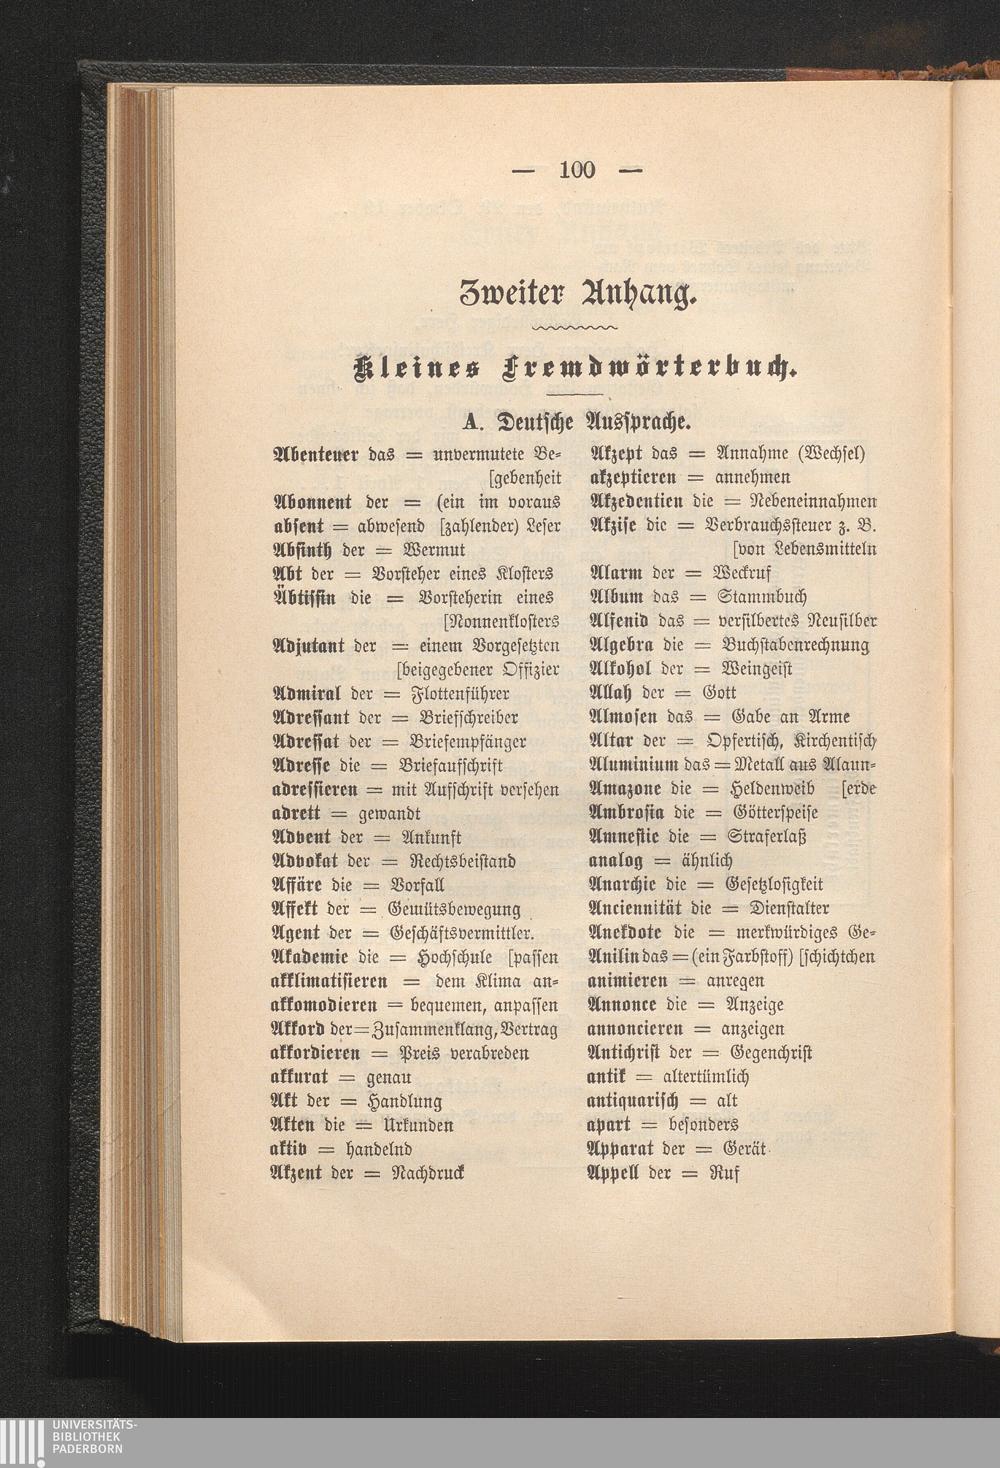 — 100 —
Zweiter Anhang.
Kleines Fremdwörterbuch.
A. Deutsche Aussprache.
Abenteuer das = unvermutete Be-
[gebenheit
Abonnent der = (ein im voraus
absent = abwesend [zahlender) Leser
Absinth der = Wermut
Abt der = Vorsteher eines Klosters
Äbtissin die = Vorsteherin eines
[Nonnenklosters
Adjutant der = einem Vorgesetzten
[beigegebener Offizier
Admiral der = Flottenführer
Adressant der = Briefschreiber
Adressat der = Briefempfänger
Adresse die = Briefaufschrift
adressieren = mit Aufschrift versehen
adrett = gewandt
Advent der = Ankunft
Advokat der = Rechtsbeistand
Affäre die = Vorfall
Affekt der = Gemütsbewegung
Agent der = Geschäftsvermittler.
Akademie die = Hochschule [passen
akklimatisieren = dem Klima an-
akkomodieren = bequemen, anpassen
Akkord der = Zusammenklang, Vertrag
akkordieren = Preis verabreden
akkurat = genau
Akt der = Handlung
Akten die = Urkunden
aktiv = handelnd
Akzent der = Nachdruck
Akzept das = Annahme (Wechsel)
akzeptieren = annehmen
Akzedentien die = Nebeneinnahmen
Akzise die = Verbrauchssteuer z. B.
[von Lebensmitteln
Alarm der = Weckruf
Album das = Stammbuch
Alfenid das = versilbertes Neusilber
Algebra die = Buchstabenrechnung
Alkohol der = Weingeist
Allah der = Gott
Almosen das = Gabe an Arme
Altar der = Opfertisch, Kirchentisch
Aluminium das = Metall aus Alaun-
Amazone die = Heldenweib [erde
Ambrosia die = Götterspeise
Amnestie die = Straferlaß
analog = ähnlich
Anarchie die = Gesetzlosigkeit
Anciennität die = Dienstalter
Anekdote die = merkwürdiges Ge-
Anilin das = (ein Farbstoff) [schichtchen
animieren = anregen
Annonce die = Anzeige
annoncieren = anzeigen
Antichrist der = Gegenchrist
antik = altertümlich
antiquarisch = alt
apart = besonders
Apparat der = Gerät
Appell der = Ruf
UNIVERSITÄTS-
BIBLIOTHEK
PADERBORN